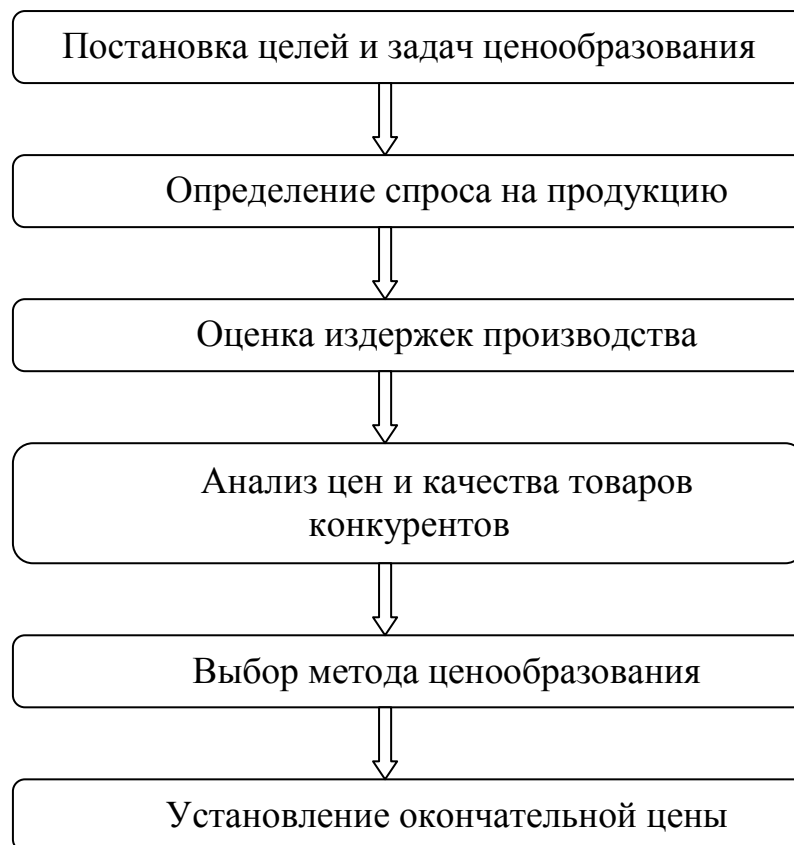 Постановка целей и задач ценообразования
Определение спроса на продукцию
Оценка издержек производства
Анализ цен и качества товаров
конкурентов
Выбор метода ценообразования
Установление окончательной цены